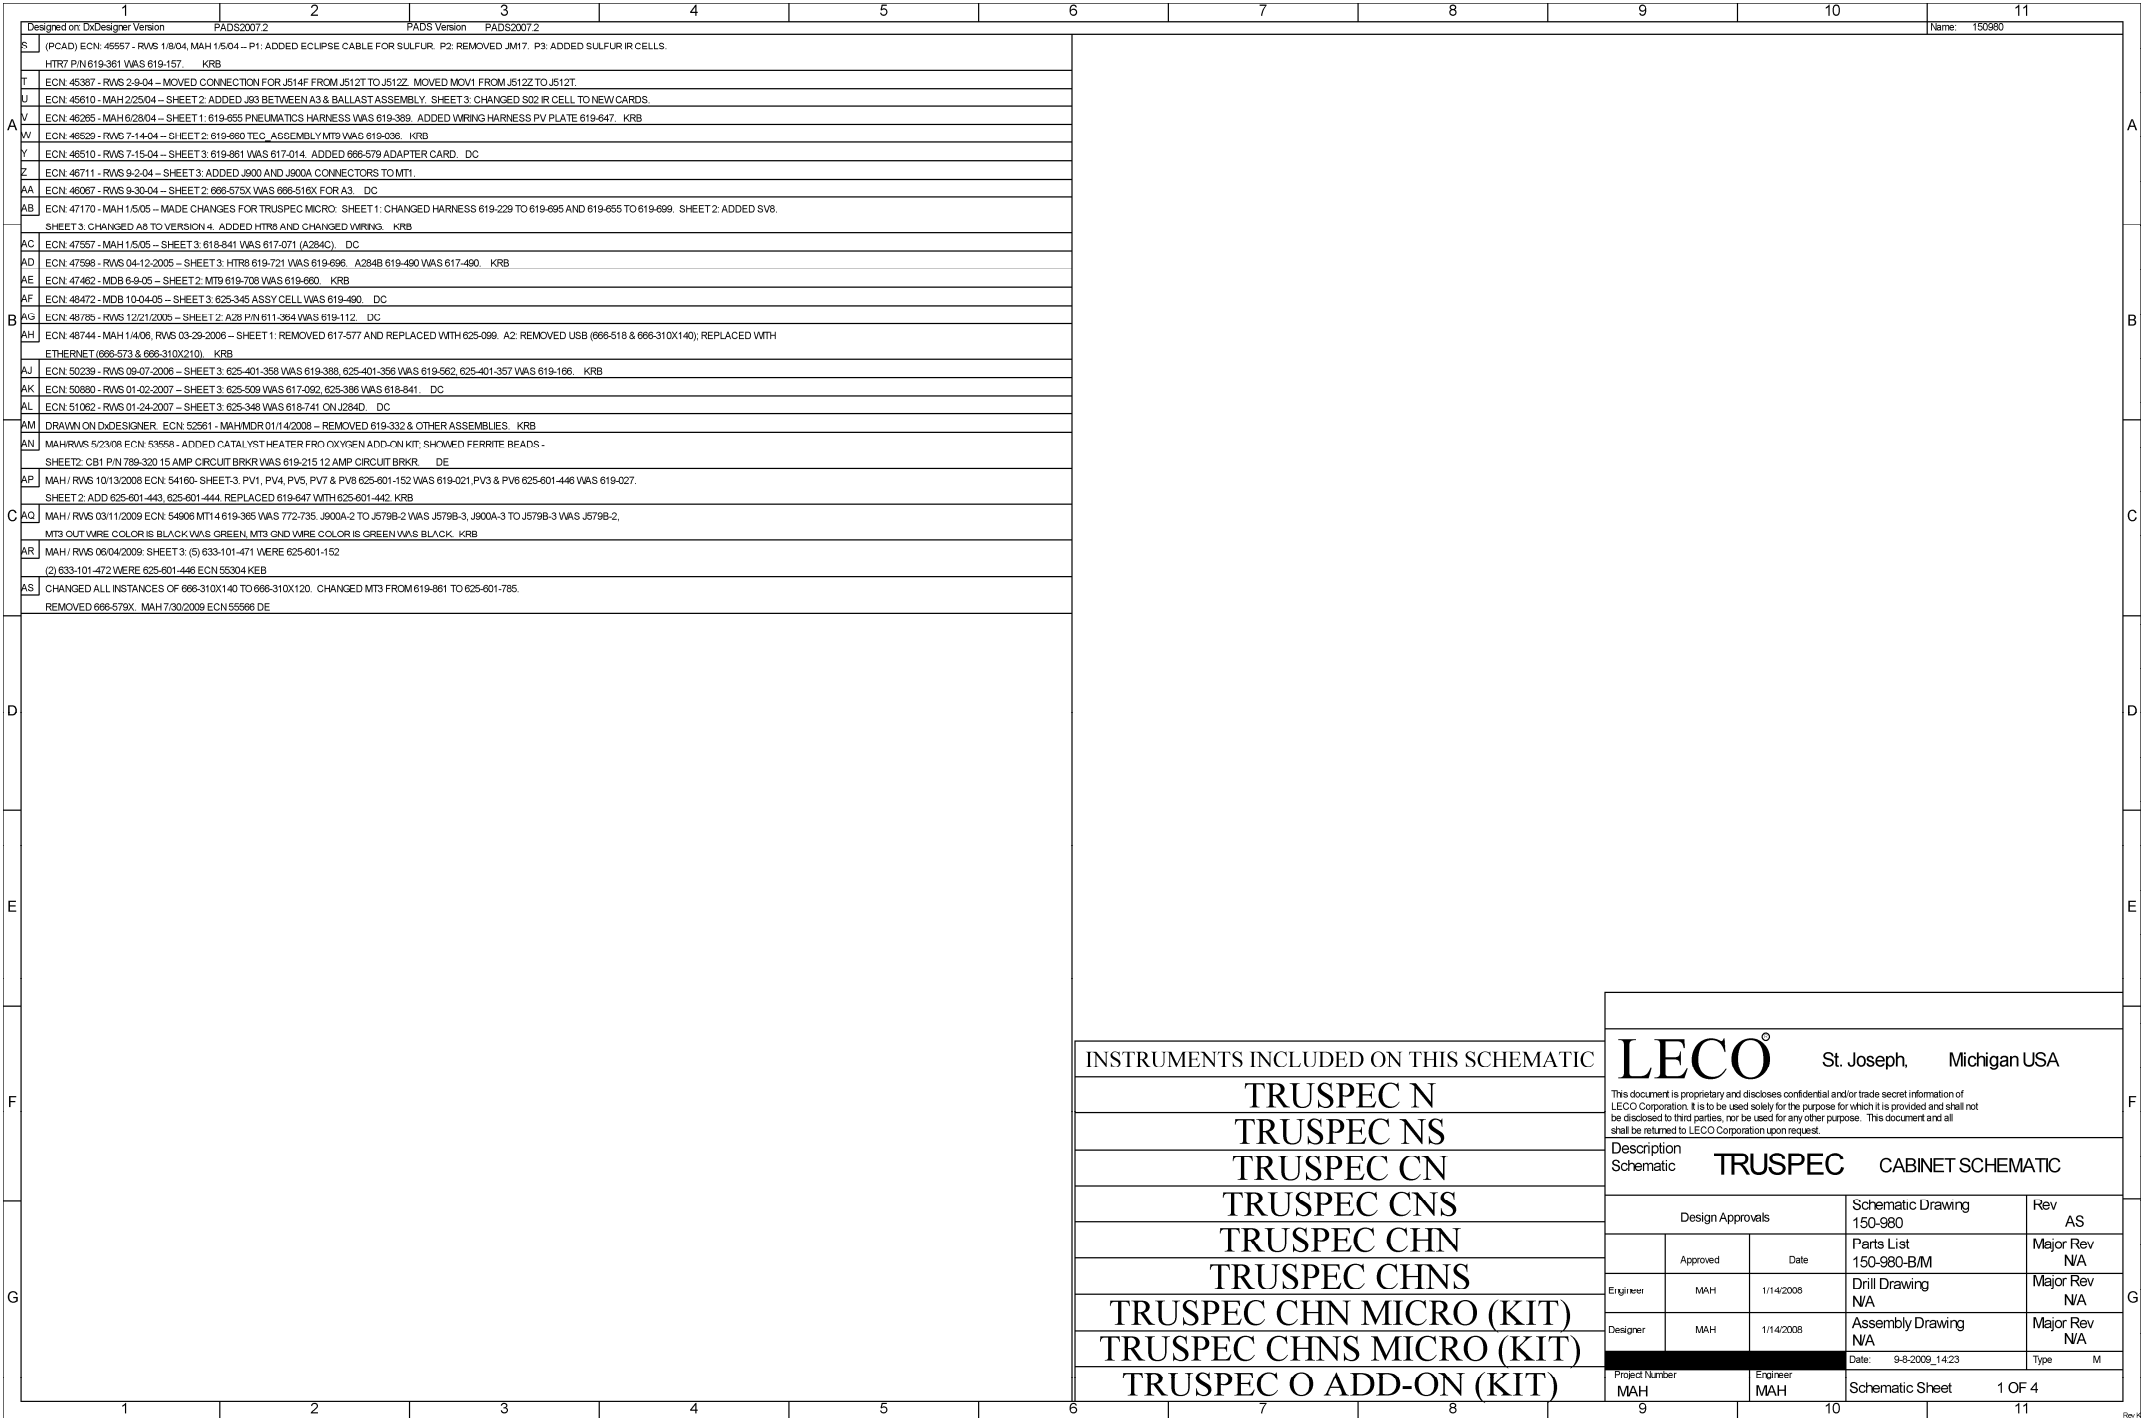 1 2 3 4 5 6 7 8 9 10 11
Designed on: DxDesigner Version PADS2007.2 PADS Version PADS2007.2 Name: 150980
S (PCAD) ECN: 45557 - RWS 1/8/04, MAH 1/5/04 -- P1: ADDED ECLIPSE CABLE FOR SULFUR. P2: REMOVED JM17. P3: ADDED SULFUR IR CELLS.
HTR7 P/N 619-361 WAS 619-157. KRB
T ECN: 45387 - RWS 2-9-04 -- MOVED CONNECTION FOR J514F FROM J512T TO J512Z. MOVED MOV1 FROM J512Z TO J512T.
U ECN: 45610 - MAH 2/25/04 -- SHEET 2: ADDED J93 BETWEEN A3 & BALLAST ASSEMBLY. SHEET 3: CHANGED S02 IR CELL TO NEW CARDS.
V ECN: 46265 - MAH 6/28/04 -- SHEET 1: 619-655 PNEUMATICS HARNESS WAS 619-389. ADDED WIRING HARNESS PV PLATE 619-647. KRB
W ECN: 46529 - RWS 7-14-04 -- SHEET 2: 619-660 TEC_ASSEMBLY MT9 WAS 619-036. KRB
Y ECN: 46510 - RWS 7-15-04 -- SHEET 3: 619-861 WAS 617-014. ADDED 666-579 ADAPTER CARD. DC
Z ECN: 46711 - RWS 9-2-04 -- SHEET 3: ADDED J900 AND J900A CONNECTORS TO MT1.
AA ECN: 46067 - RWS 9-30-04 -- SHEET 2: 666-575X WAS 666-516X FOR A3. DC
AB ECN: 47170 - MAH 1/5/05 -- MADE CHANGES FOR TRUSPEC MICRO: SHEET 1: CHANGED HARNESS 619-229 TO 619-695 AND 619-655 TO 619-699. SHEET 2: ADDED SV8.
SHEET 3: CHANGED A6 TO VERSION 4. ADDED HTR8 AND CHANGED WIRING. KRB
AC ECN: 47557 - MAH 1/5/05 -- SHEET 3: 618-841 WAS 617-071 (A284C). DC
AD ECN: 47598 - RWS 04-12-2005 -- SHEET 3: HTR8 619-721 WAS 619-696. A284B 619-490 WAS 617-490. KRB
AE ECN: 47462 - MDB 6-9-05 -- SHEET 2: MT9 619-708 WAS 619-660. KRB
AF ECN: 48472 - MDB 10-04-05 -- SHEET 3: 625-345 ASSY CELL WAS 619-490. DC
AG ECN: 48785 - RWS 12/21/2005 -- SHEET 2: A28 P/N 611-364 WAS 619-112. DC
AH ECN: 48744 - MAH 1/4/06, RWS 03-29-2006 -- SHEET 1: REMOVED 617-577 AND REPLACED WITH 625-099. A2: REMOVED USB (666-518 & 666-310X140); REPLACED WITH
ETHERNET (666-573 & 666-310X210). KRB
AJ ECN: 50239 - RWS 09-07-2006 -- SHEET 3: 625-401-358 WAS 619-388, 625-401-356 WAS 619-562, 625-401-357 WAS 619-166. KRB
AK ECN: 50880 - RWS 01-02-2007 -- SHEET 3: 625-509 WAS 617-092, 625-386 WAS 618-841. DC
AL ECN: 51062 - RWS 01-24-2007 -- SHEET 3: 625-348 WAS 618-741 ON J284D. DC
AM DRAWN ON DxDESIGNER. ECN: 52561 - MAH/MDR 01/14/2008 -- REMOVED 619-332 & OTHER ASSEMBLIES. KRB
AN MAH/RWS 5/23/08 ECN: 53558 - ADDED CATALYST HEATER FRO OXYGEN ADD-ON KIT; SHOWED FERRITE BEADS -
SHEET2: CB1 P/N 789-320 15 AMP CIRCUIT BRKR WAS 619-215 12 AMP CIRCUIT BRKR. DE
AP MAH / RWS 10/13/2008 ECN: 54160- SHEET-3. PV1, PV4, PV5, PV7 & PV8 625-601-152 WAS 619-021,PV3 & PV6 625-601-446 WAS 619-027.
SHEET 2: ADD 625-601-443, 625-601-444. REPLACED 619-647 WITH 625-601-442. KRB
AQ MAH / RWS 03/11/2009 ECN: 54906 MT14 619-365 WAS 772-735. J900A-2 TO J579B-2 WAS J579B-3, J900A-3 TO J579B-3 WAS J579B-2,
MT3 OUT WIRE COLOR IS BLACK WAS GREEN, MT3 GND WIRE COLOR IS GREEN WAS BLACK. KRB
AR MAH / RWS 06/04/2009: SHEET 3: (5) 633-101-471 WERE 625-601-152
(2) 633-101-472 WERE 625-601-446 ECN 55304 KEB
AS CHANGED ALL INSTANCES OF 666-310X140 TO 666-310X120. CHANGED MT3 FROM 619-861 TO 625-601-785.
REMOVED 666-579X. MAH 7/30/2009 ECN 55566 DE
A A
B B
C C
D D
E E
F F
G G
INSTRUMENTS INCLUDED ON THIS SCHEMATIC
TRUSPEC N
TRUSPEC NS
TRUSPEC CN
TRUSPEC CNS
TRUSPEC CHN
TRUSPEC CHNS
TRUSPEC CHN MICRO (KIT)
TRUSPEC CHNS MICRO (KIT)
TRUSPEC O ADD-ON (KIT)
LECO® St. Joseph, Michigan USA
This document is proprietary and discloses confidential and/or trade secret information of
LECO Corporation. It is to be used solely for the purpose for which it is provided and shall not
be disclosed to third parties, nor be used for any other purpose. This document and all
shall be returned to LECO Corporation upon request.
Description
Schematic TRUSPEC CABINET SCHEMATIC
Design Approvals
Schematic Drawing Rev
150-980 AS
Approved Date
Parts List Major Rev
150-980-B/M N/A
Engineer MAH 1/14/2008
Drill Drawing Major Rev
N/A N/A
Designer MAH 1/14/2008
Assembly Drawing Major Rev
N/A N/A
Date: 9-8-2009_14:23 Type M
Project Number Engineer
MAH MAH
Schematic Sheet 1 OF 4
1 2 3 4 5 6 7 8 9 10 11
Rev K